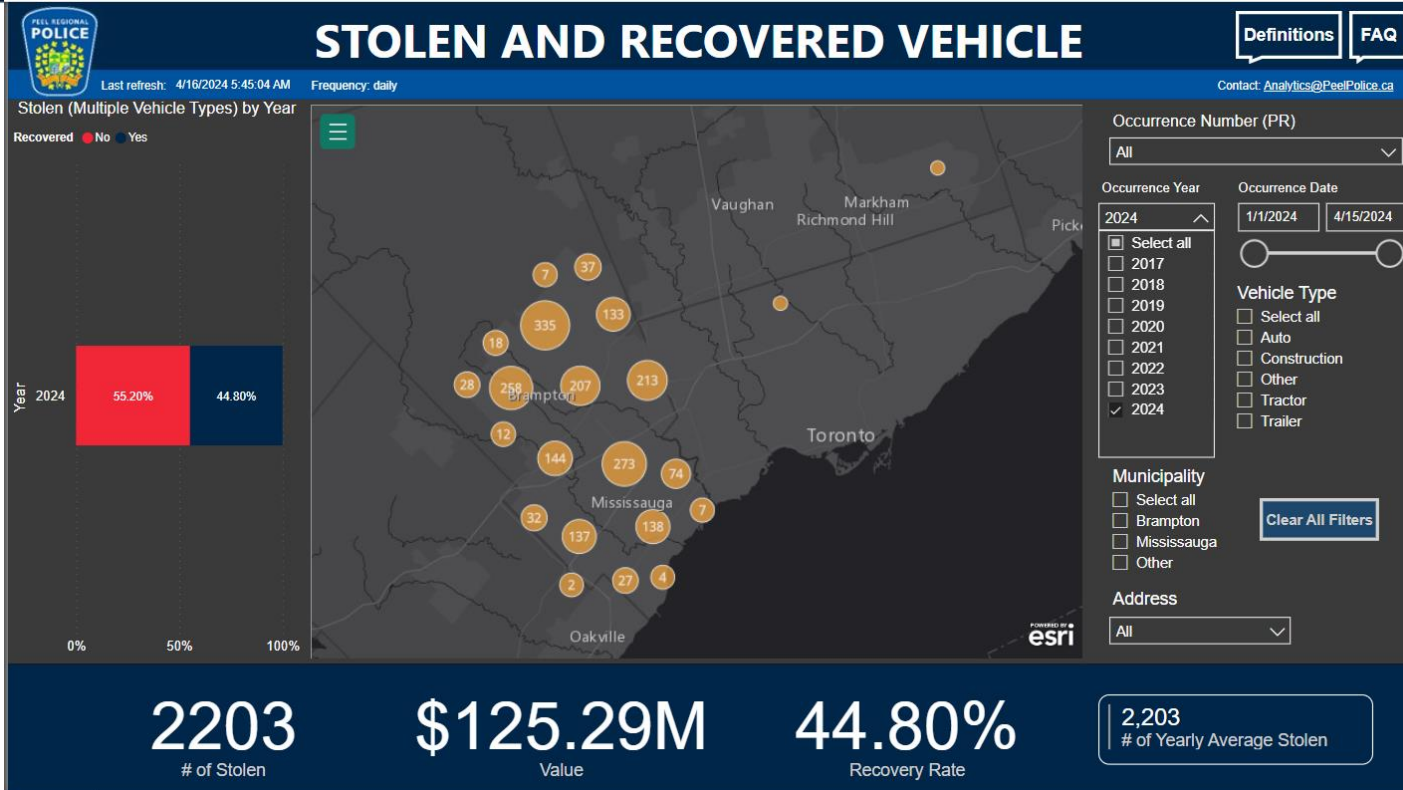 PEEL REGIONAL
POLICE
STOLEN AND RECOVERED VEHICLE
Definitions
FAQ
Last refresh: 4/16/2024 5:45:04 AM
Frequency: daily
Contact: Analytics@PeelPolice.ca
Stolen (Multiple Vehicle Types) by Year
Recovered No Yes
Year
2024
55.20%
44.80%
0% 50% 100%
Vaughan
Markham
Richmond Hill
Pick
7
37
335
133
18
28
258
207
213
Brampton
12
Toronto
144
273
74
Mississauga
32
137
138
7
2
27
4
Oakville
POWERED BY
esri
Occurrence Number (PR)
All
Occurrence Year
2024
Select all
2017
2018
2019
2020
2021
2022
2023
2024
Occurrence Date
1/1/2024
4/15/2024
Vehicle Type
Select all
Auto
Construction
Other
Tractor
Trailer
Municipality
Select all
Brampton
Mississauga
Other
Clear All Filters
Address
All
2203
# of Stolen
$125.29M
Value
44.80%
Recovery Rate
2,203
# of Yearly Average Stolen